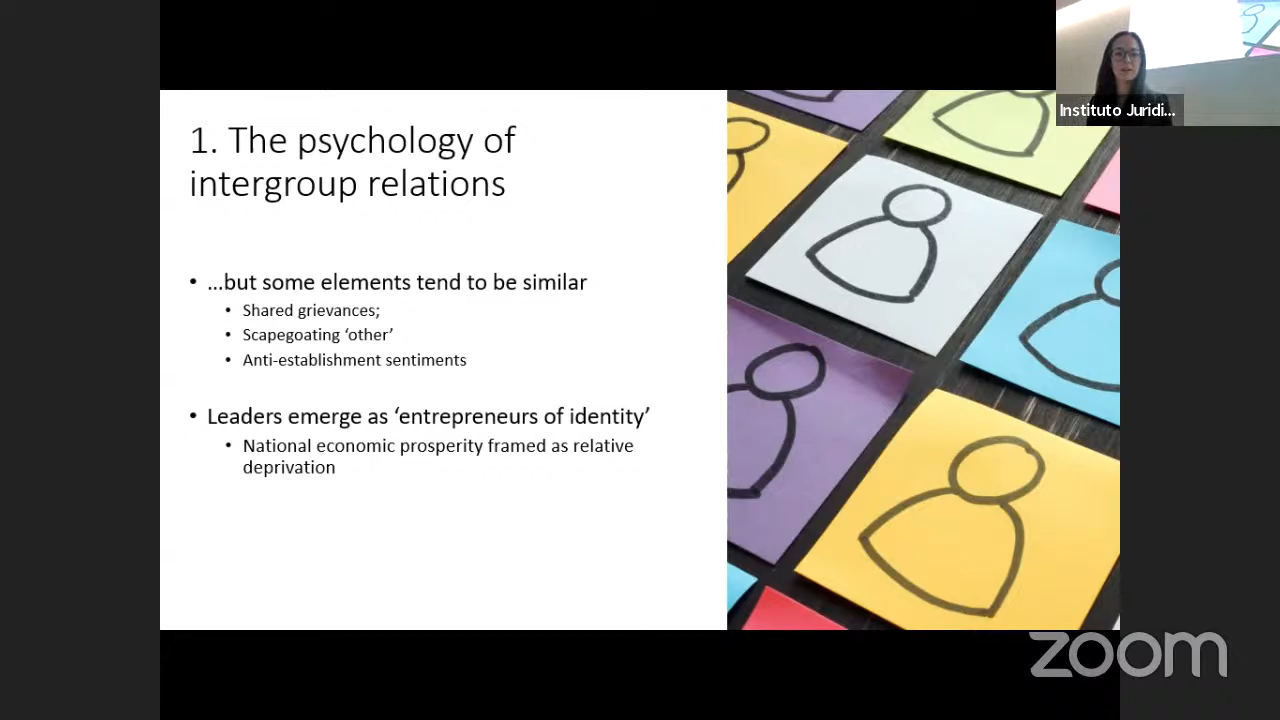 Instituto Juridi...
1. The psychology of
intergroup relations
• ...but some elements tend to be similar
• Shared grievances;
• Scapegoating ‘other’
• Anti-establishment sentiments
• Leaders emerge as ‘entrepreneurs of identity’
• National economic prosperity framed as relative
deprivation
zoom